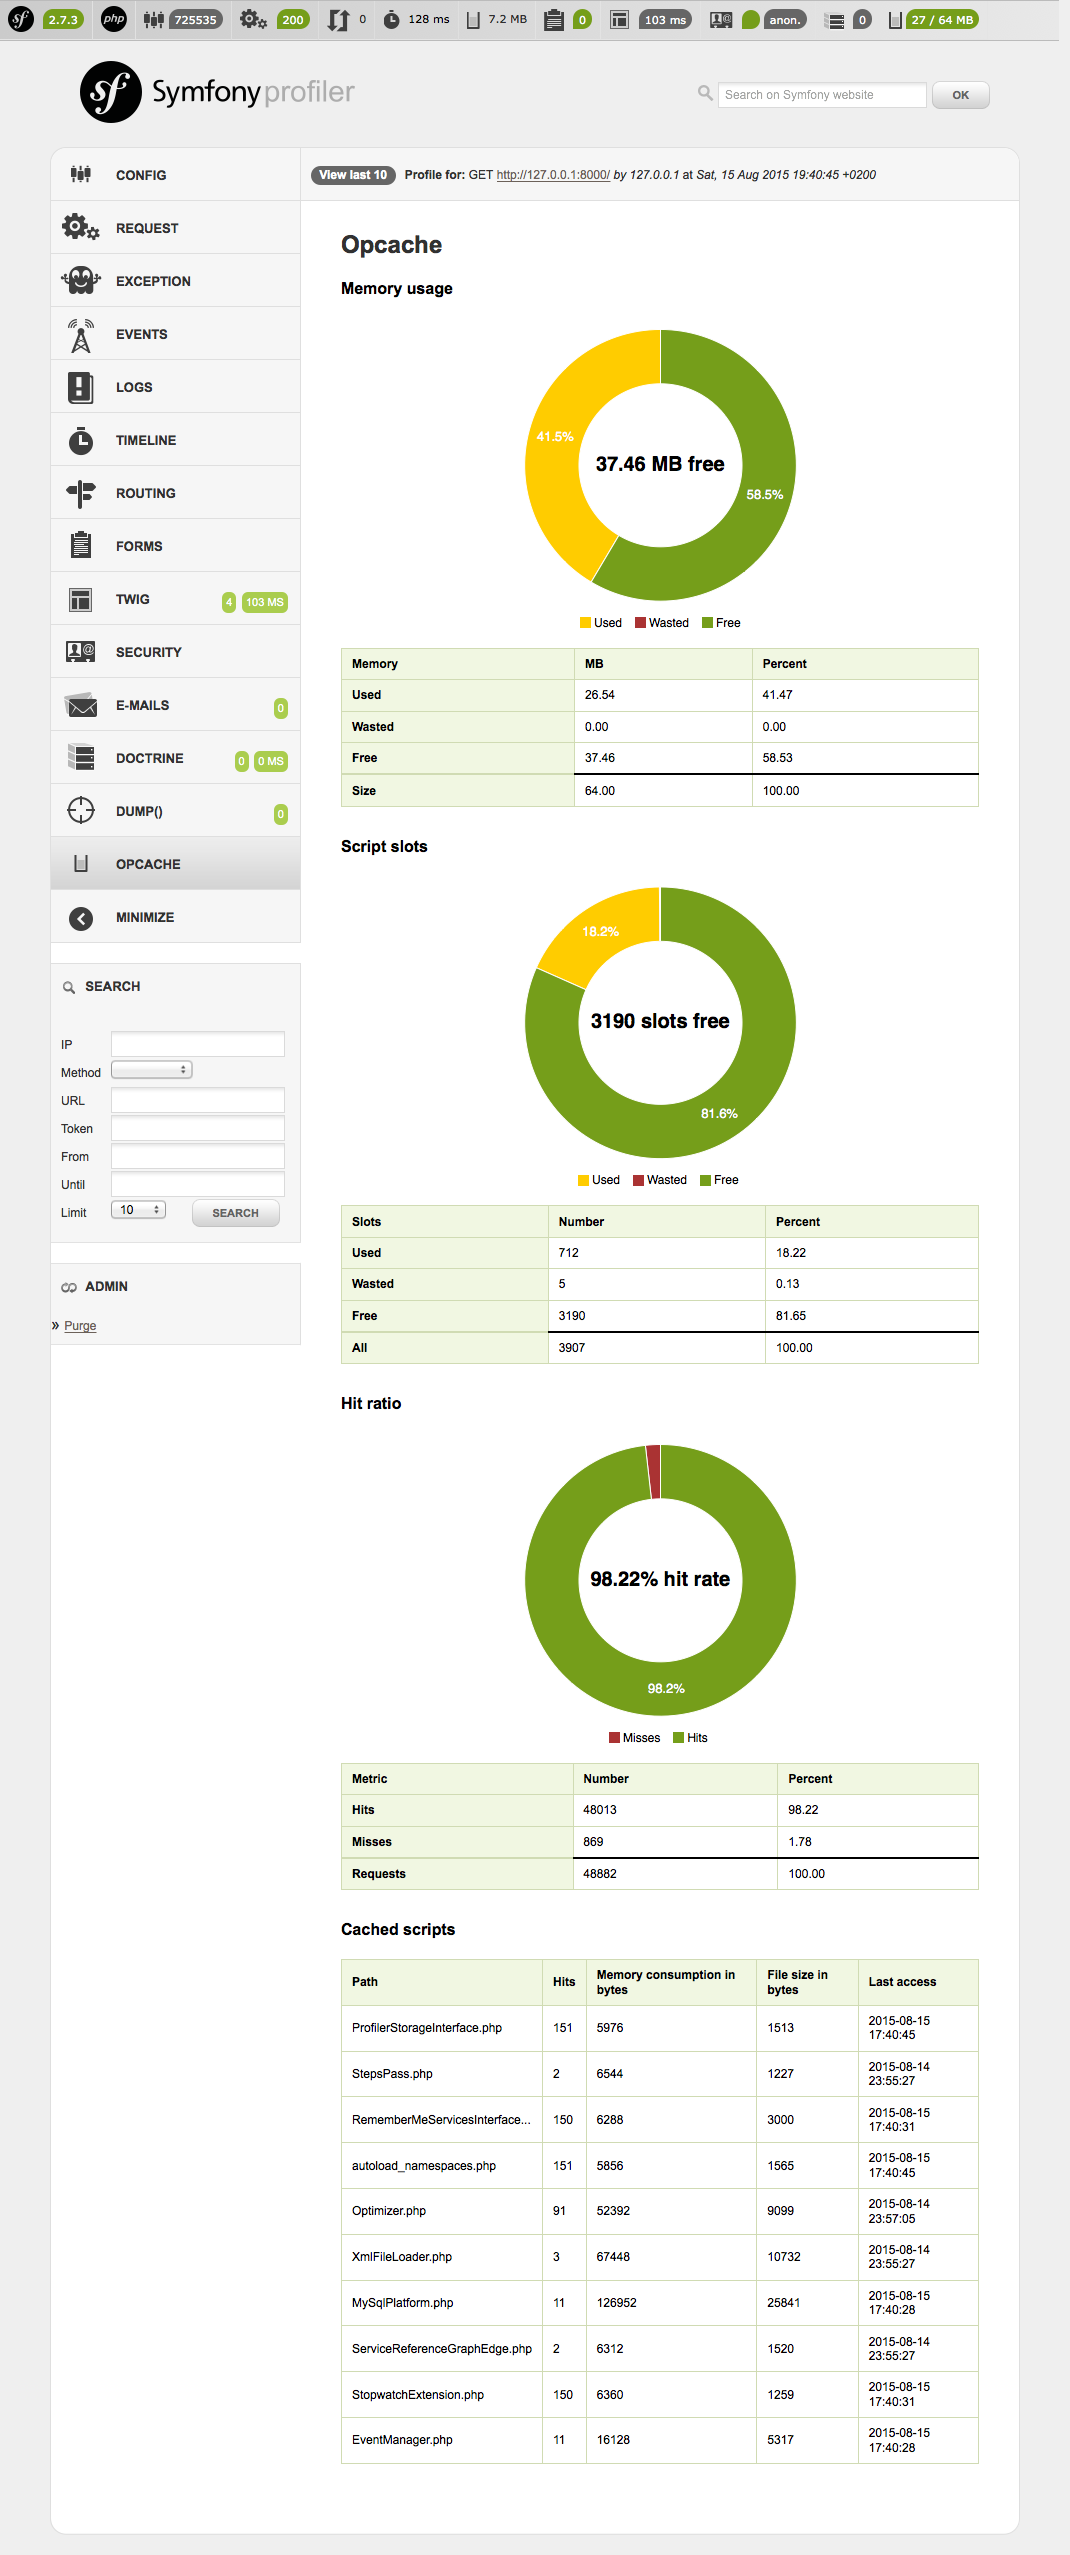 2.7.3 php 725535 200 0 128 ms 7.2 MB 0 103 ms anon. 0 27 / 64 MB
sf Symfony profiler
Search on Symfony website OK
View last 10 Profile for: GET http://127.0.0.1:8000/ by 127.0.0.1 at Sat, 15 Aug 2015 19:40:45 +0200
CONFIG
REQUEST
EXCEPTION
EVENTS
LOGS
TIMELINE
ROUTING
FORMS
TWIG 4 103 MS
SECURITY
E-MAILS 0
DOCTRINE 0 0 MS
DUMP() 0
OPCACHE
MINIMIZE
SEARCH
IP
Method
URL
Token
From
Until
Limit 10 SEARCH
ADMIN
» Purge
Opcache
Memory usage
41.5%
37.46 MB free
58.5%
Used Wasted Free
Memory MB Percent
Used 26.54 41.47
Wasted 0.00 0.00
Free 37.46 58.53
Size 64.00 100.00
Script slots
18.2%
3190 slots free
81.6%
Used Wasted Free
Slots Number Percent
Used 712 18.22
Wasted 5 0.13
Free 3190 81.65
All 3907 100.00
Hit ratio
98.22% hit rate
98.2%
Misses Hits
Metric Number Percent
Hits 48013 98.22
Misses 869 1.78
Requests 48882 100.00
Cached scripts
Path Hits Memory consumption in bytes File size in bytes Last access
ProfilerStorageInterface.php 151 5976 1513 2015-08-15 17:40:45
StepsPass.php 2 6544 1227 2015-08-14 23:55:27
RememberMeServicesInterface... 150 6288 3000 2015-08-15 17:40:31
autoload_namespaces.php 151 5856 1565 2015-08-15 17:40:45
Optimizer.php 91 52392 9099 2015-08-14 23:57:05
XmlFileLoader.php 3 67448 10732 2015-08-14 23:55:27
MySqlPlatform.php 11 126952 25841 2015-08-15 17:40:28
ServiceReferenceGraphEdge.php 2 6312 1520 2015-08-14 23:55:27
StopwatchExtension.php 150 6360 1259 2015-08-15 17:40:31
EventManager.php 11 16128 5317 2015-08-15 17:40:28